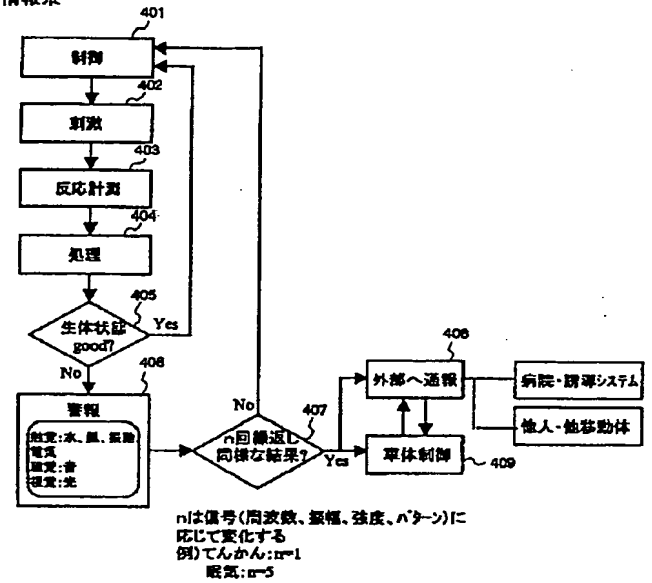 401
制御
402
刺激
403
反応計測
404
処理
405
生体状態
good?
Yes
No
406
警報
触覚:水、風、振動
電気
聴覚:音
視覚:光
No
407
n回繰返し
同様な結果?
Yes
408
外部へ通報
車体制御
409
病院・誘導システム
他人・他移動体
nは信号(周波数、振幅、強度、パターン)に
応じて変化する
例)てんかん:n=1
眠気:n=5